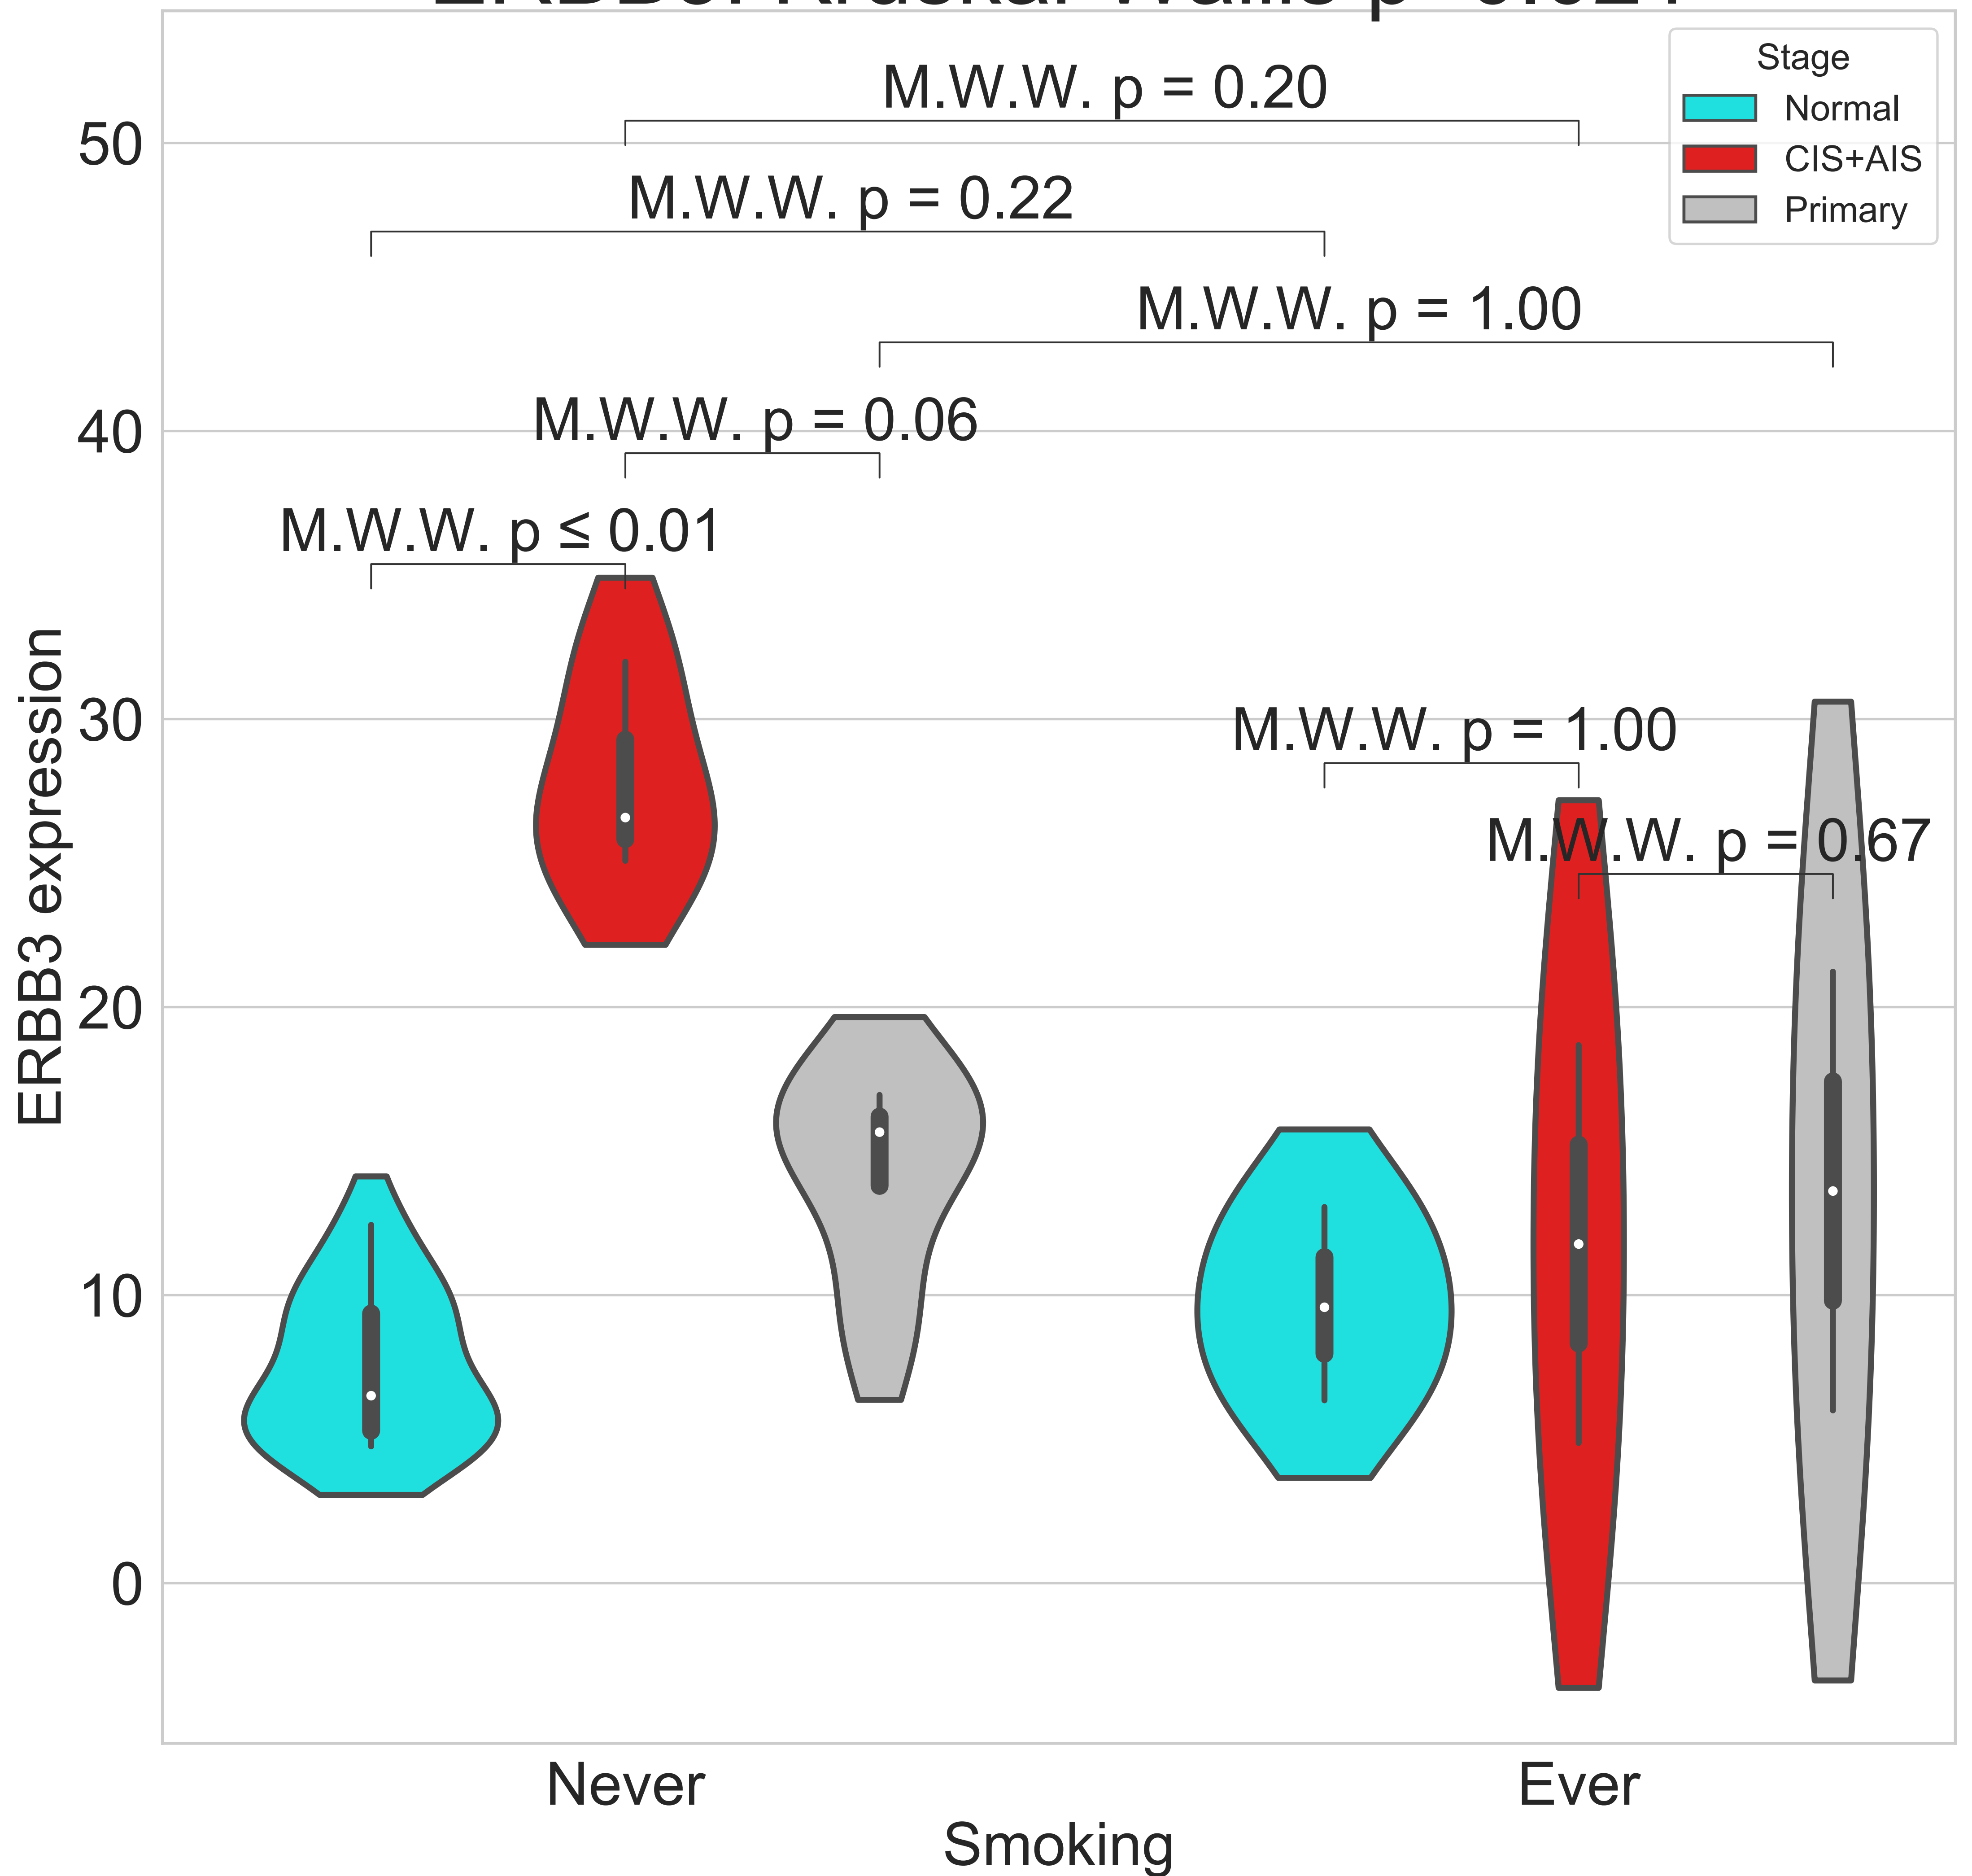 Stage
Normal
CIS+AIS
Primary
M.W.W. p = 0.20
M.W.W. p = 0.22
M.W.W. p = 1.00
M.W.W. p = 0.06
M.W.W. p ≤ 0.01
M.W.W. p = 1.00
M.W.W. p = 0.67
50
40
30
20
10
0
ERBB3 expression
Never
Ever
Smoking